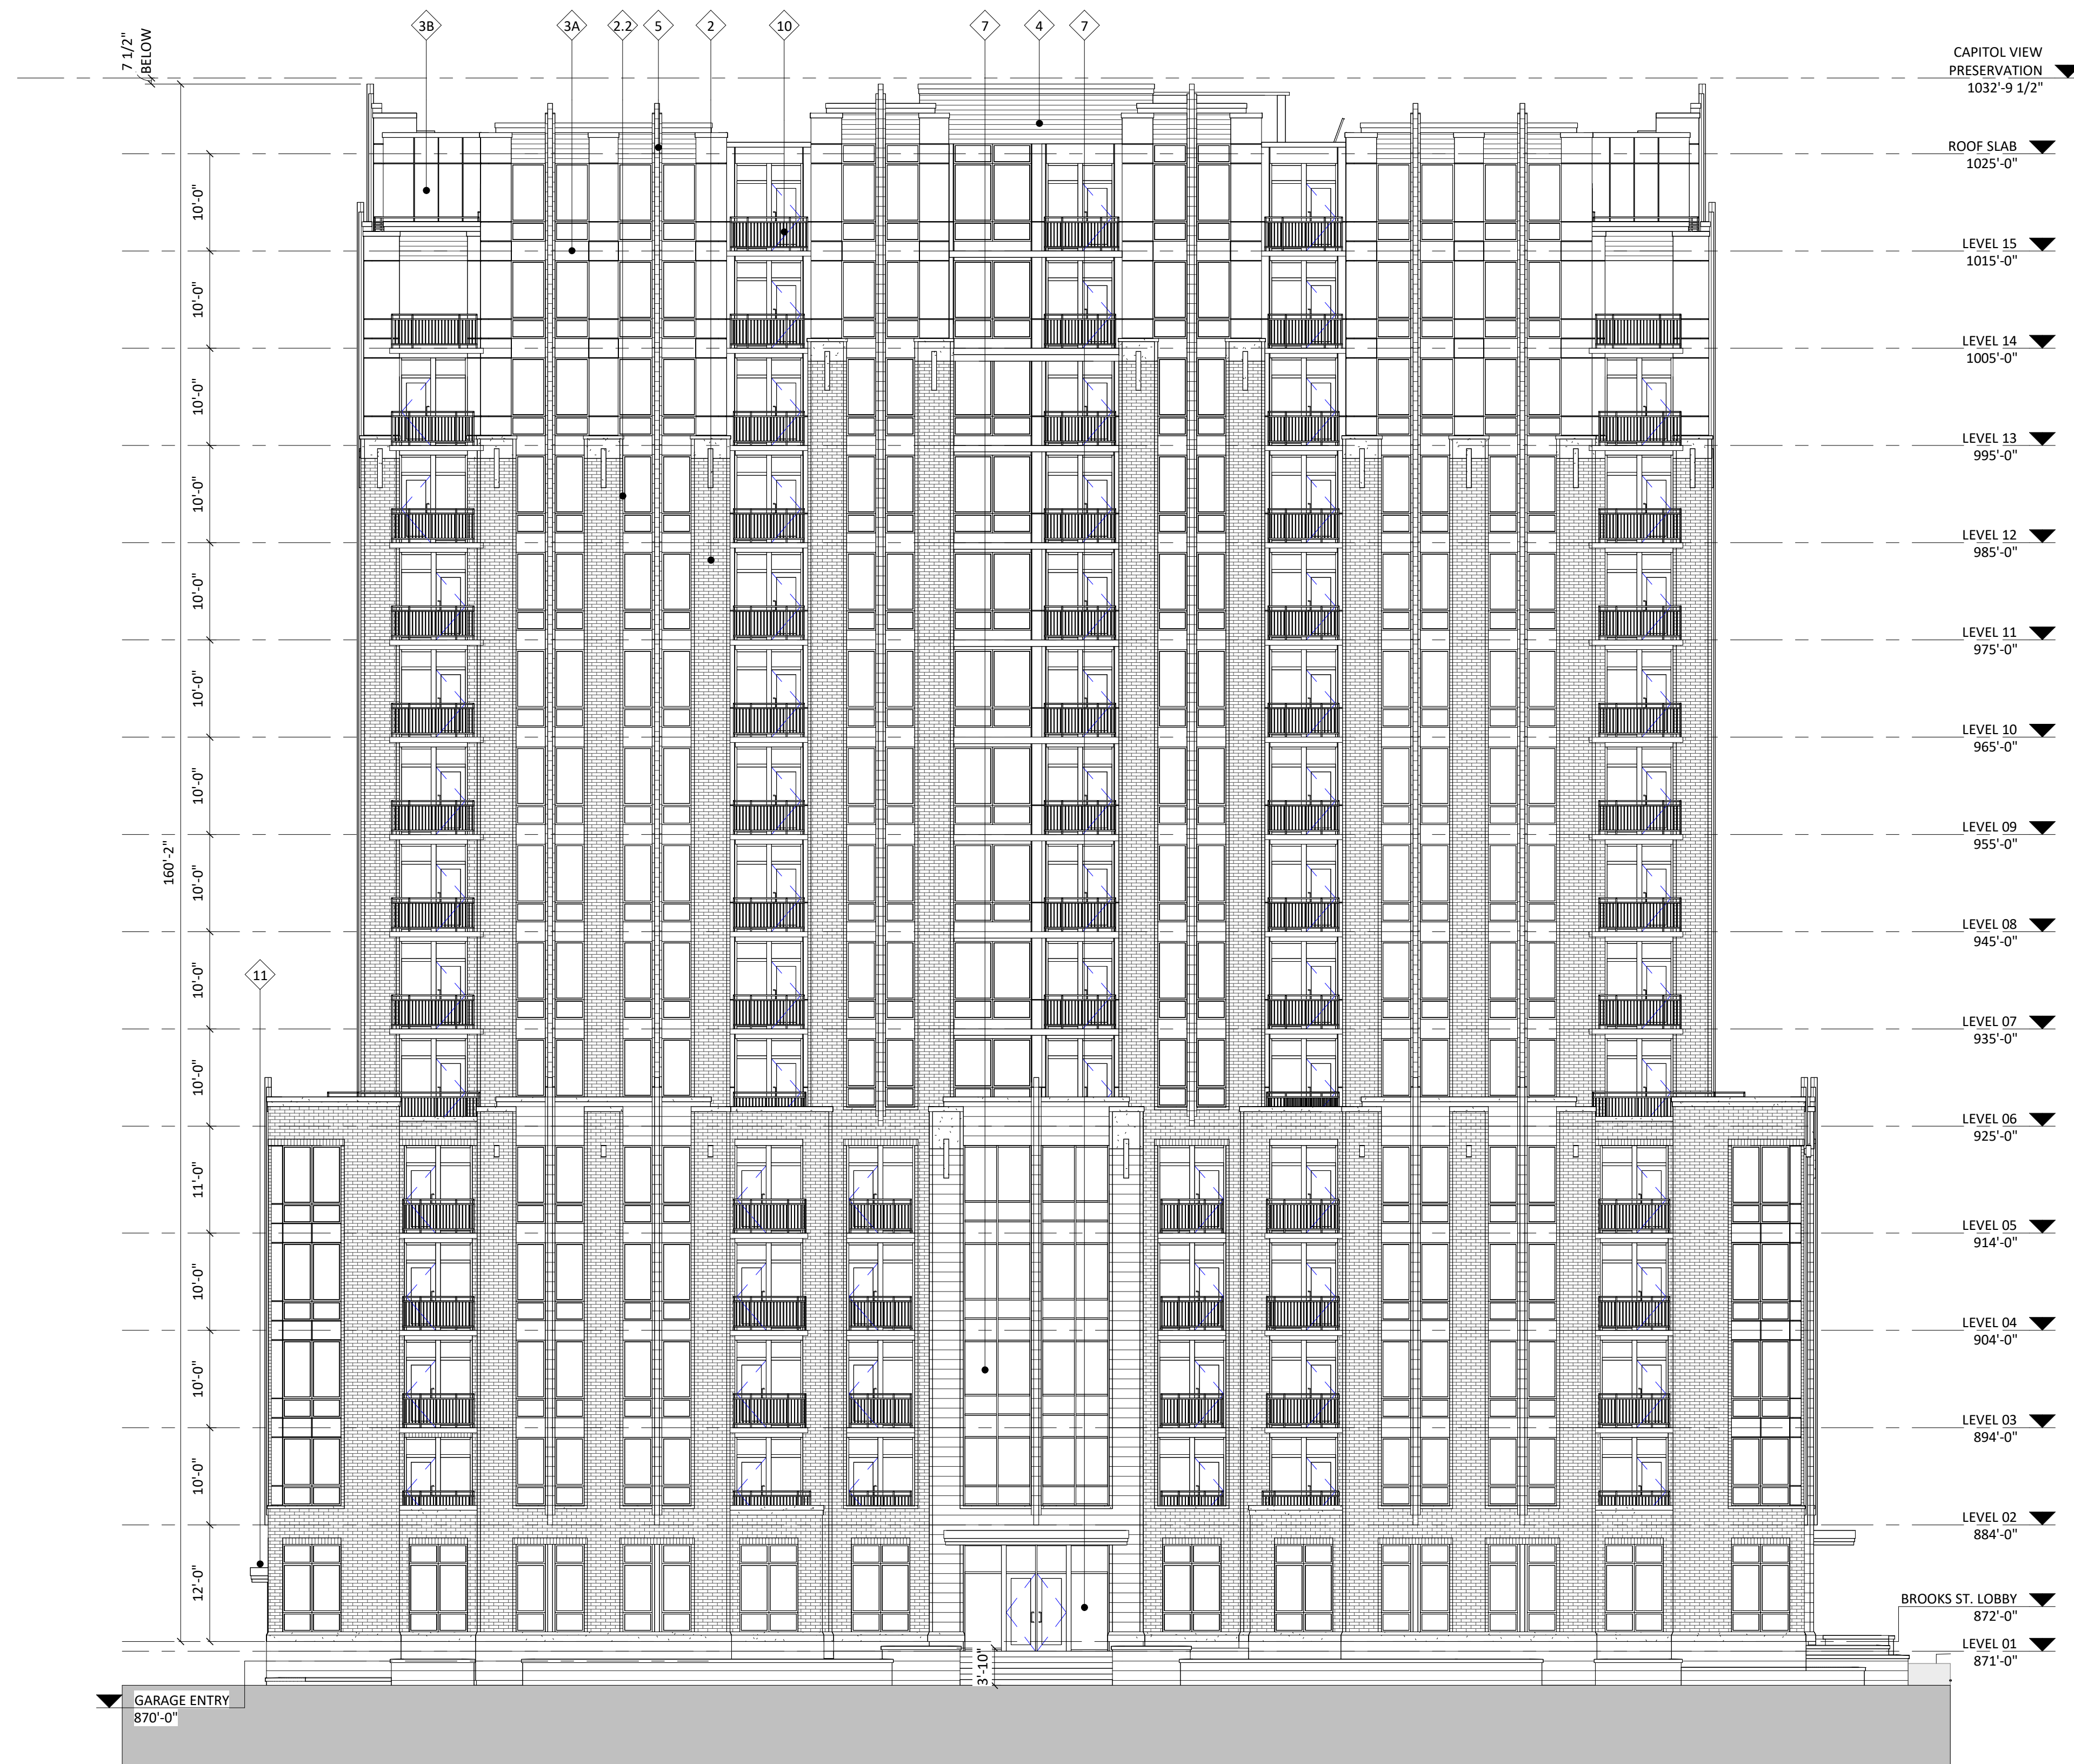 3B
3A
2.2
5
2
10
7
4
7
7 1/2"
BELOW
CAPITOL VIEW
PRESERVATION
1032'-9 1/2"
ROOF SLAB
1025'-0"
10'-0"
LEVEL 15
1015'-0"
10'-0"
LEVEL 14
1005'-0"
10'-0"
LEVEL 13
995'-0"
10'-0"
LEVEL 12
985'-0"
10'-0"
LEVEL 11
975'-0"
10'-0"
LEVEL 10
965'-0"
10'-0"
LEVEL 09
955'-0"
160'-2"
10'-0"
LEVEL 08
945'-0"
10'-0"
11
LEVEL 07
935'-0"
10'-0"
LEVEL 06
925'-0"
11'-0"
LEVEL 05
914'-0"
10'-0"
LEVEL 04
904'-0"
10'-0"
LEVEL 03
894'-0"
10'-0"
LEVEL 02
884'-0"
12'-0"
BROOKS ST. LOBBY
872'-0"
LEVEL 01
871'-0"
3'-10"
GARAGE ENTRY
870'-0"